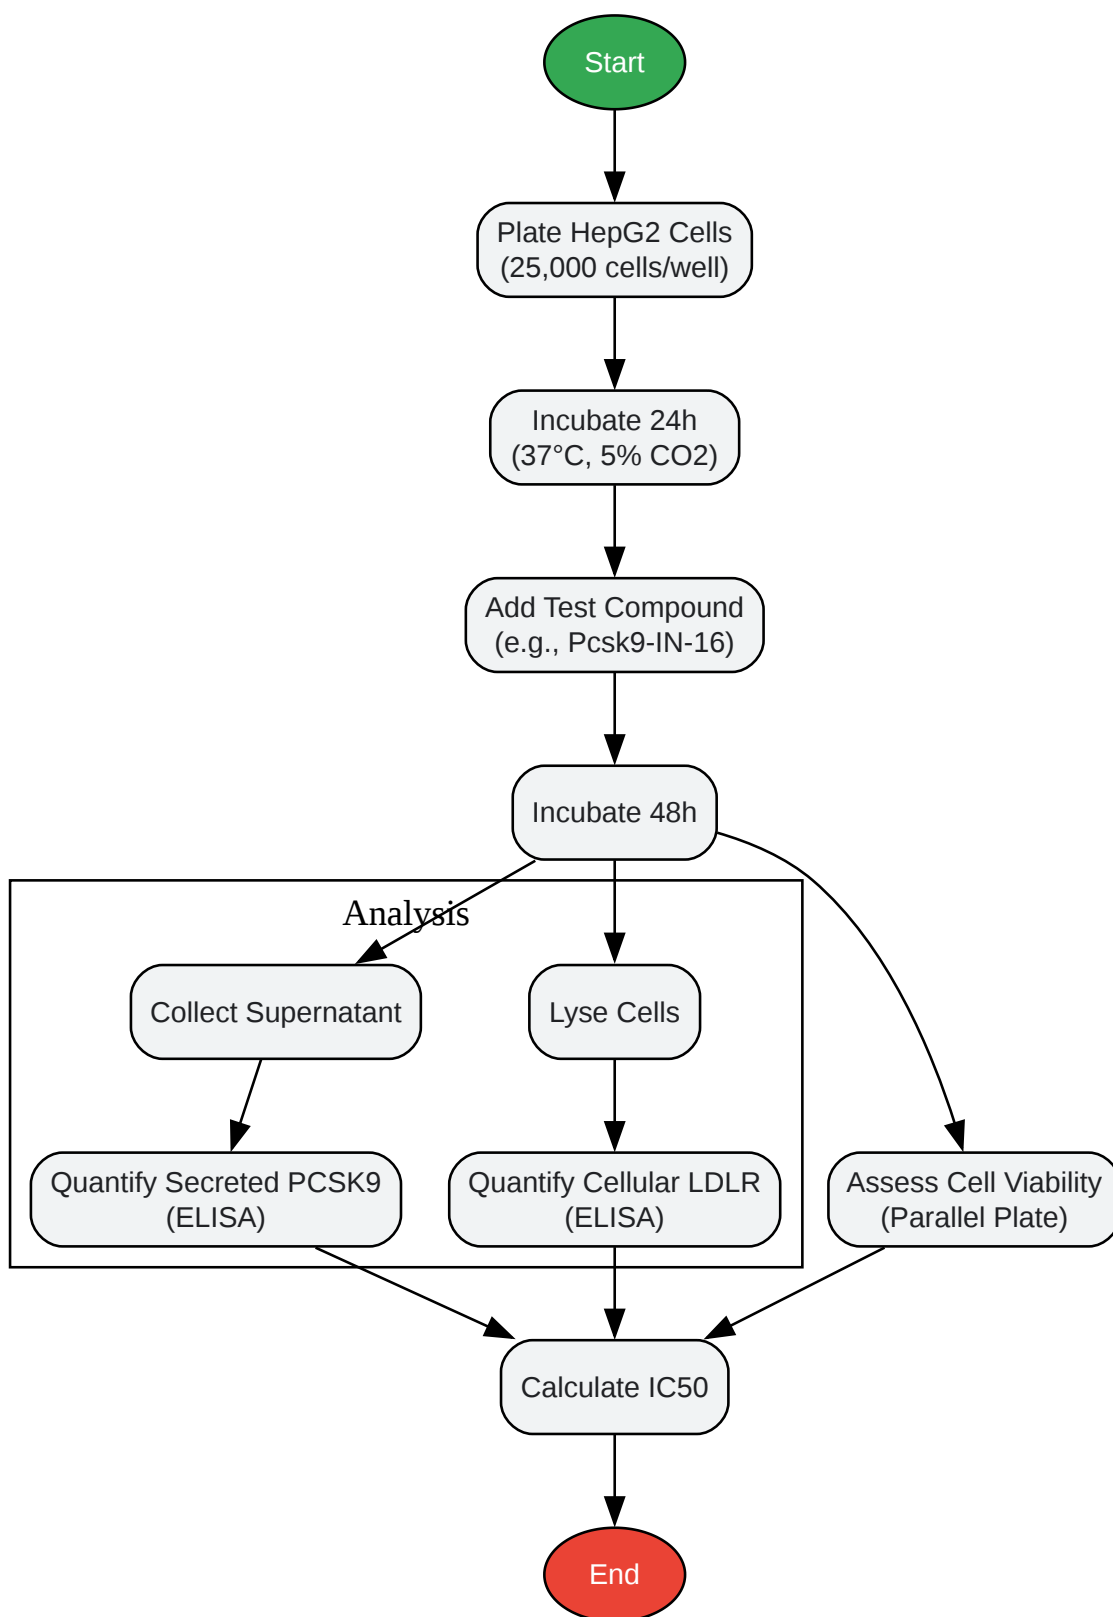 Start
Plate HepG2 Cells
(25,000 cells/well)
Incubate 24h
(37°C, 5% CO2)
Add Test Compound
(e.g., Pcsk9-IN-16)
Incubate 48h
Analysis
Collect Supernatant
Lyse Cells
Quantify Secreted PCSK9
(ELISA)
Quantify Cellular LDLR
(ELISA)
Assess Cell Viability
(Parallel Plate)
Calculate IC50
End